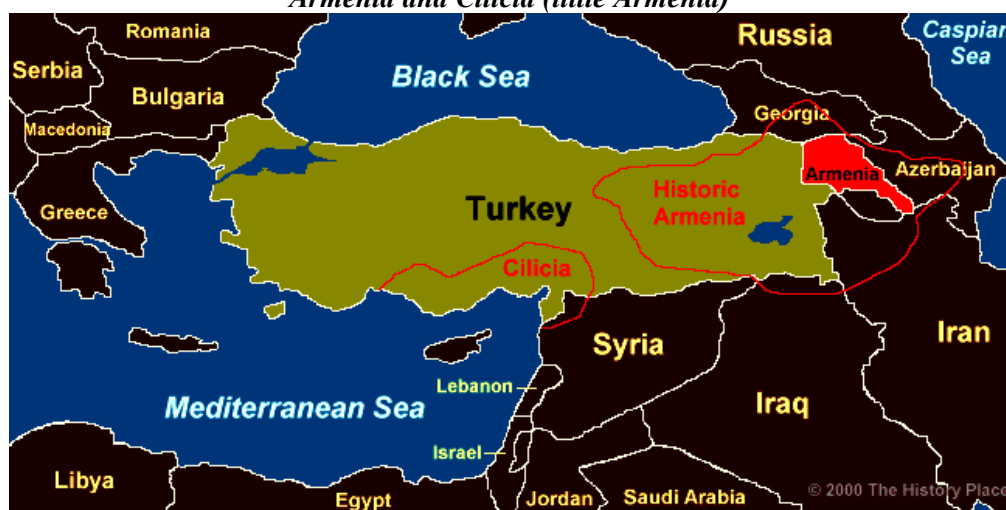 Armenia and Cilicia (little Armenia)
Romania
Russia
Caspian
Sea
Serbia
Black Sea
Bulgaria
Georgia
Macedonia
Armenia
Azerbaijan
Historic
Armenia
Greece
Turkey
Cilicia
Syria
Iran
Lebanon
Mediterranean Sea
Iraq
Israel
Libya
Egypt
Jordan
Saudi Arabia
© 2000 The History Place